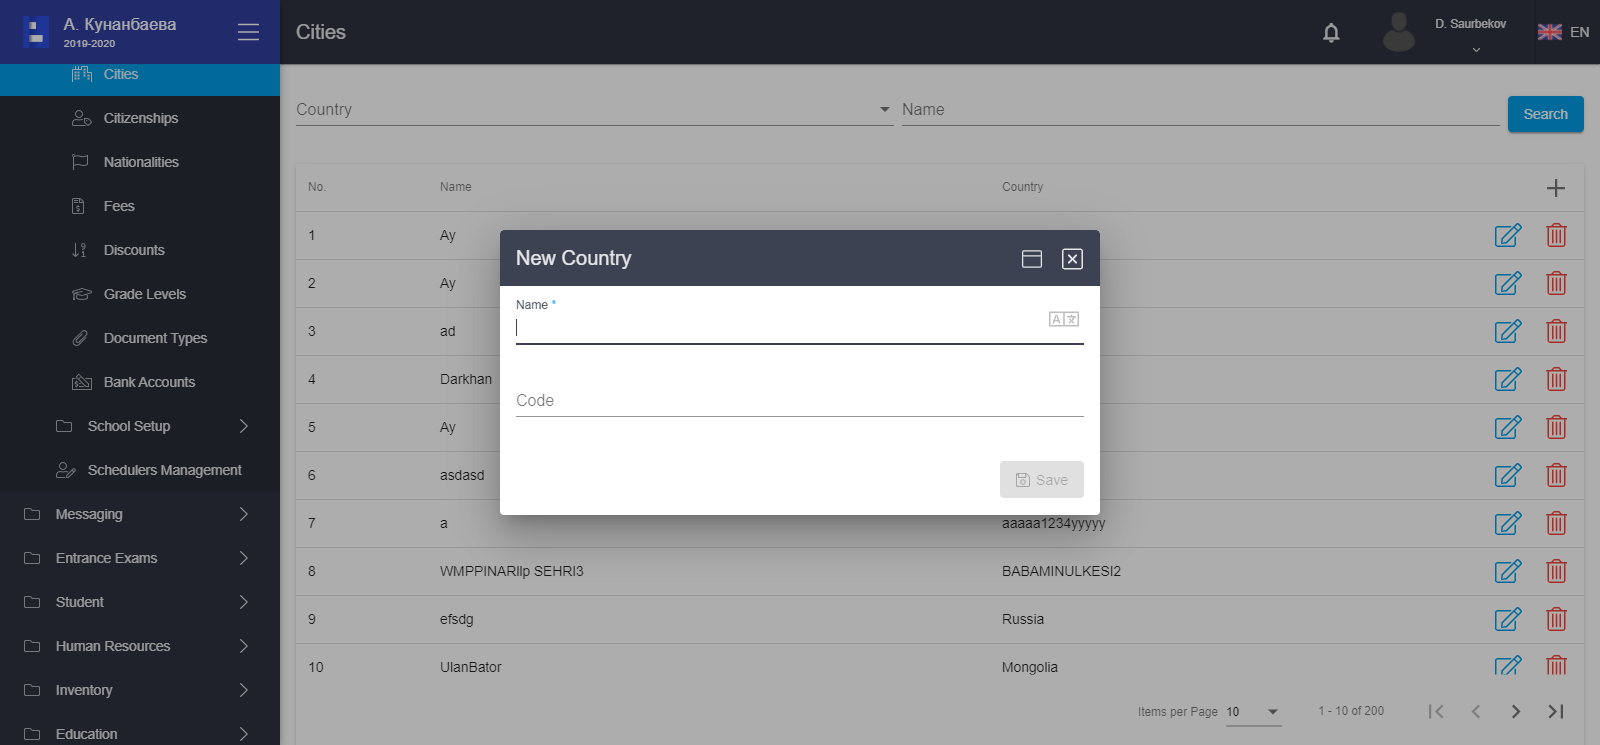 А. Кунанбаева
2019-2020
Cities
D. Saurbekov
EN
Cities
Citizenships
Nationalities
Fees
Discounts
Grade Levels
Document Types
Bank Accounts
School Setup
Schedulers Management
Messaging
Entrance Exams
Student
Human Resources
Inventory
Education
Country
Name
Search
No. Name Country
1 Ay
2 Ay
3 ad
4 Darkhan
5 Ay
6 asdasd
7 a aaaaa1234yyyyy
8 WMPPINARIlp SEHRI3 BABAMINULKESI2
9 efsdg Russia
10 UlanBator Mongolia
Items per Page 10 1 - 10 of 200
New Country
Name *
Code
Save